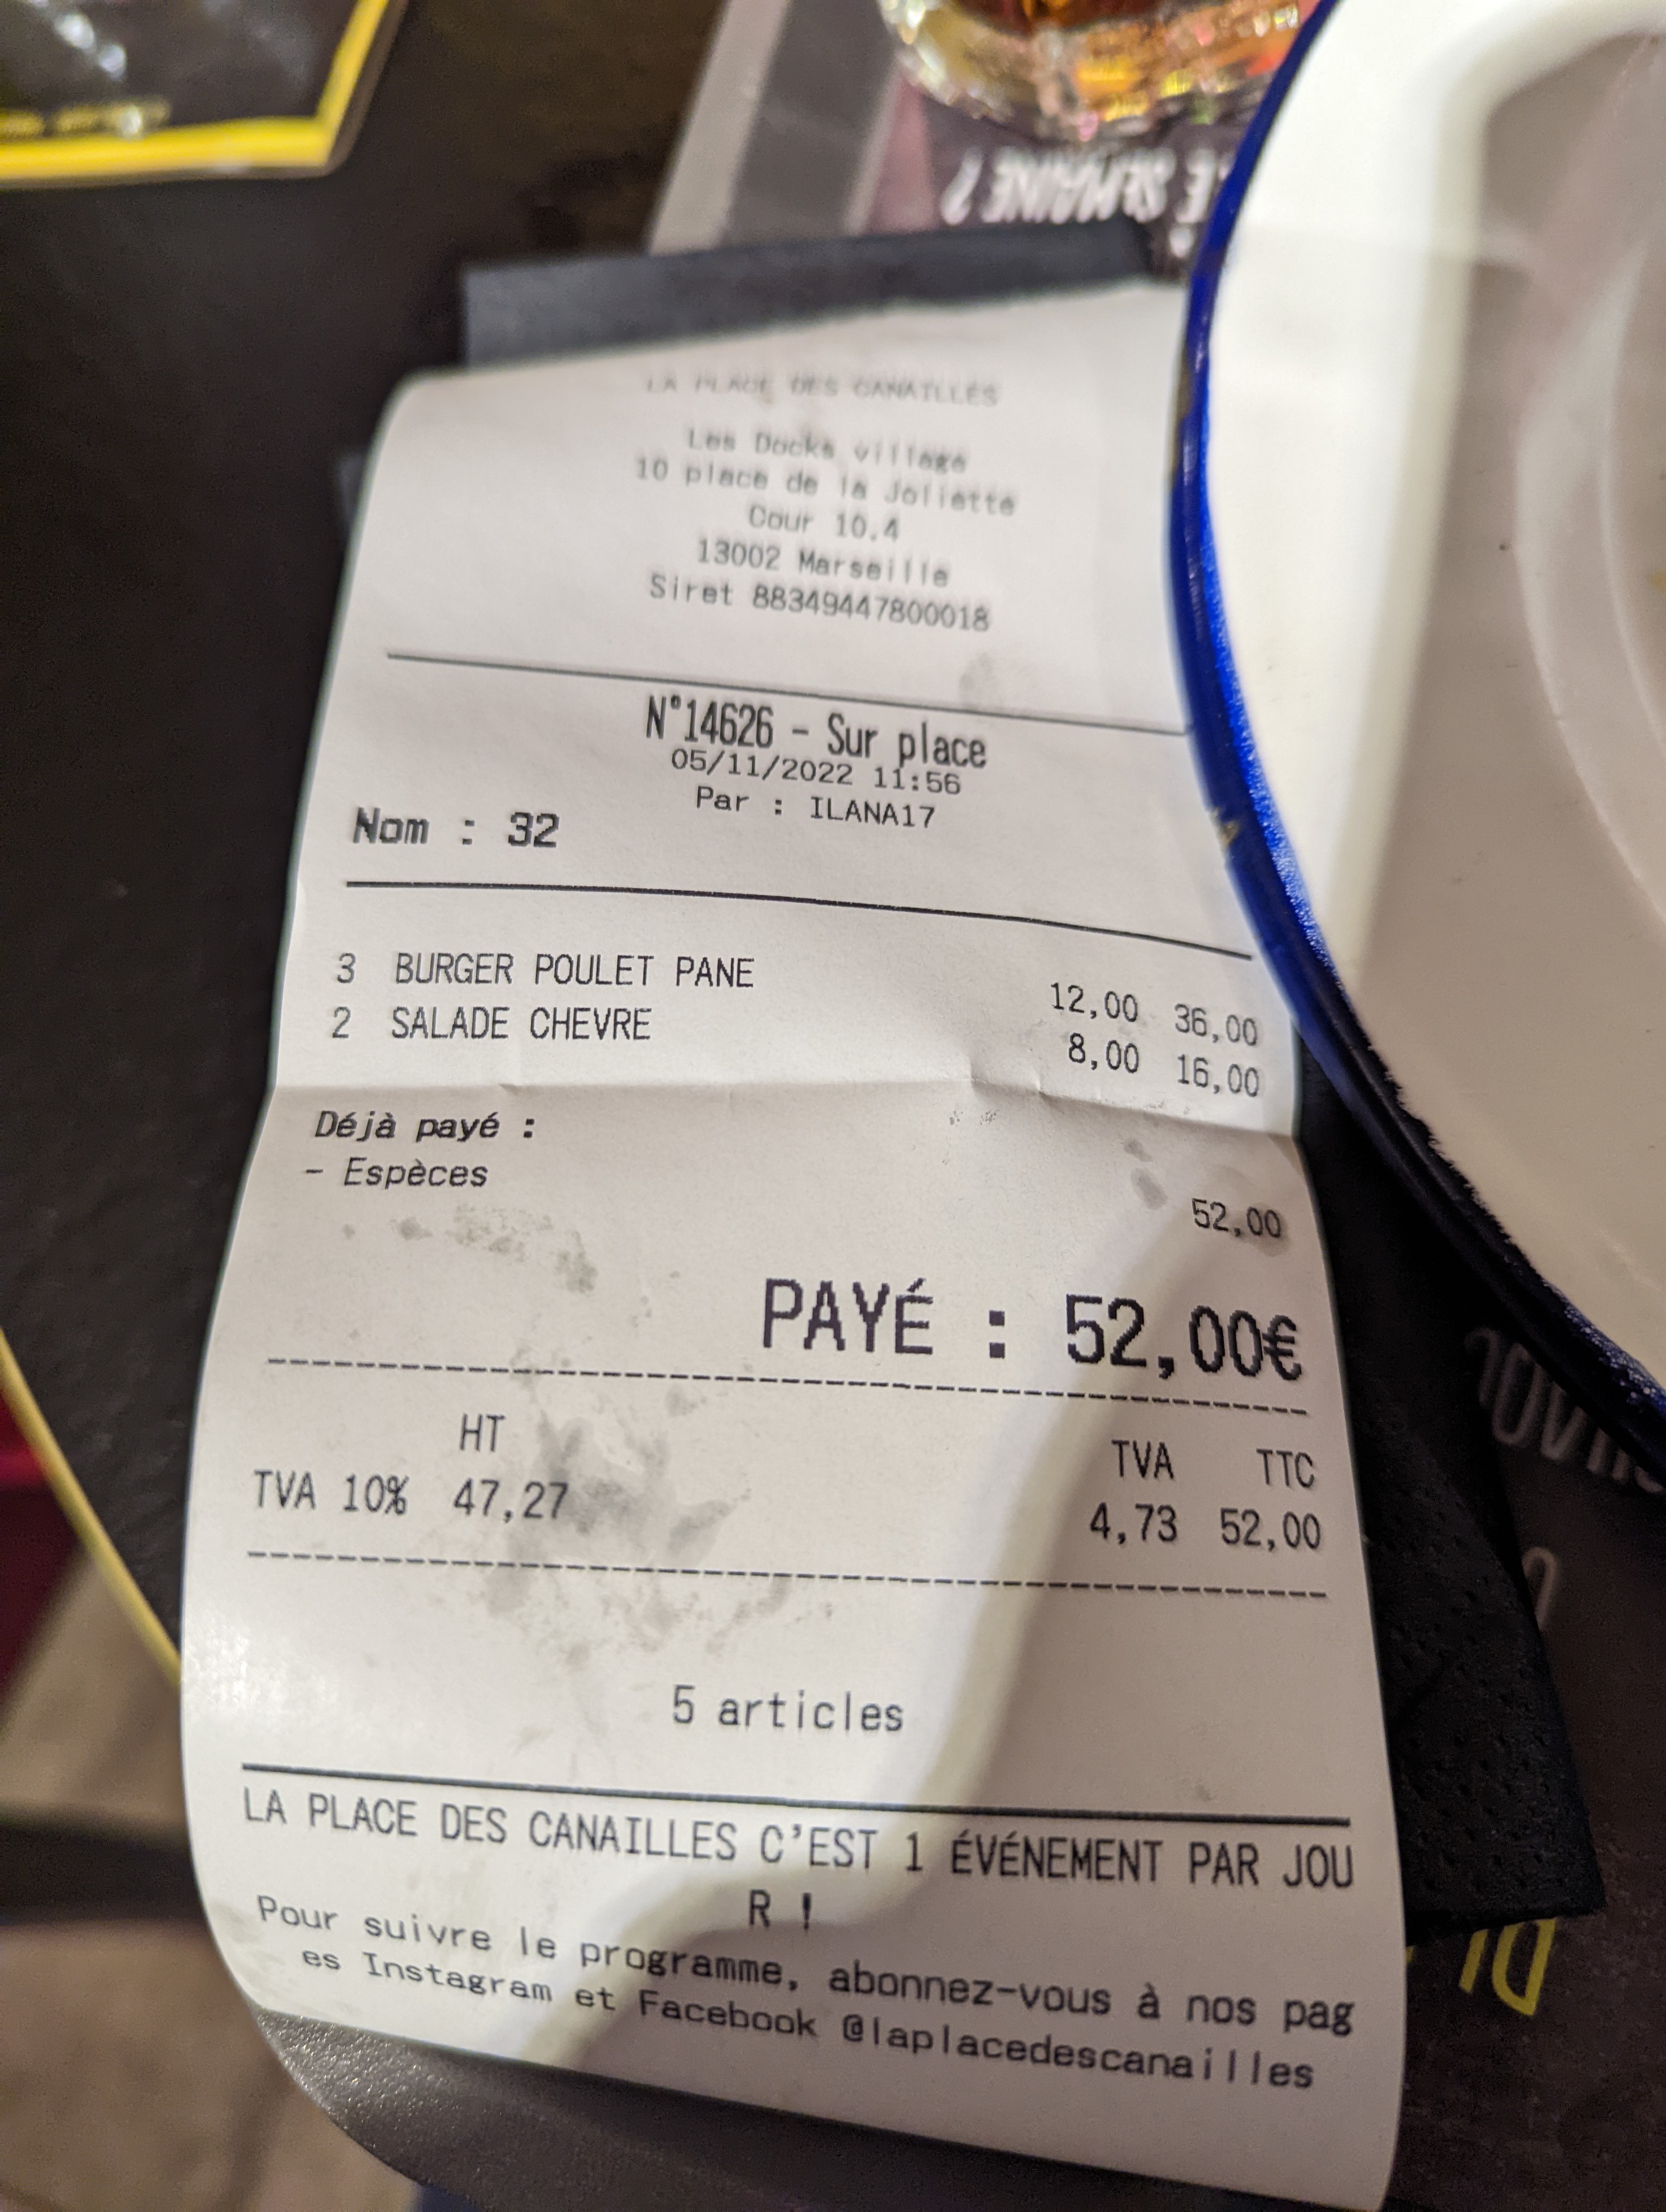 LE SEMAINE ?
LA PLACE DES CANAILLES
Les Docks village
10 place de la Joliette
Cour 10.4
13002 Marseille
Siret 88349447800018
N°14626 - Sur place
05/11/2022 11:56
Par : ILANA17
Nom : 32
3 BURGER POULET PANE 12,00 36,00
2 SALADE CHEVRE 8,00 16,00
Déjà payé :
- Espèces 52,00
PAYÉ : 52,00€
HT TVA TTC
TVA 10% 47,27 4,73 52,00
5 articles
LA PLACE DES CANAILLES C'EST 1 ÉVÉNEMENT PAR JOU
R !
Pour suivre le programme, abonnez-vous à nos pag
es Instagram et Facebook @laplacedescanailles